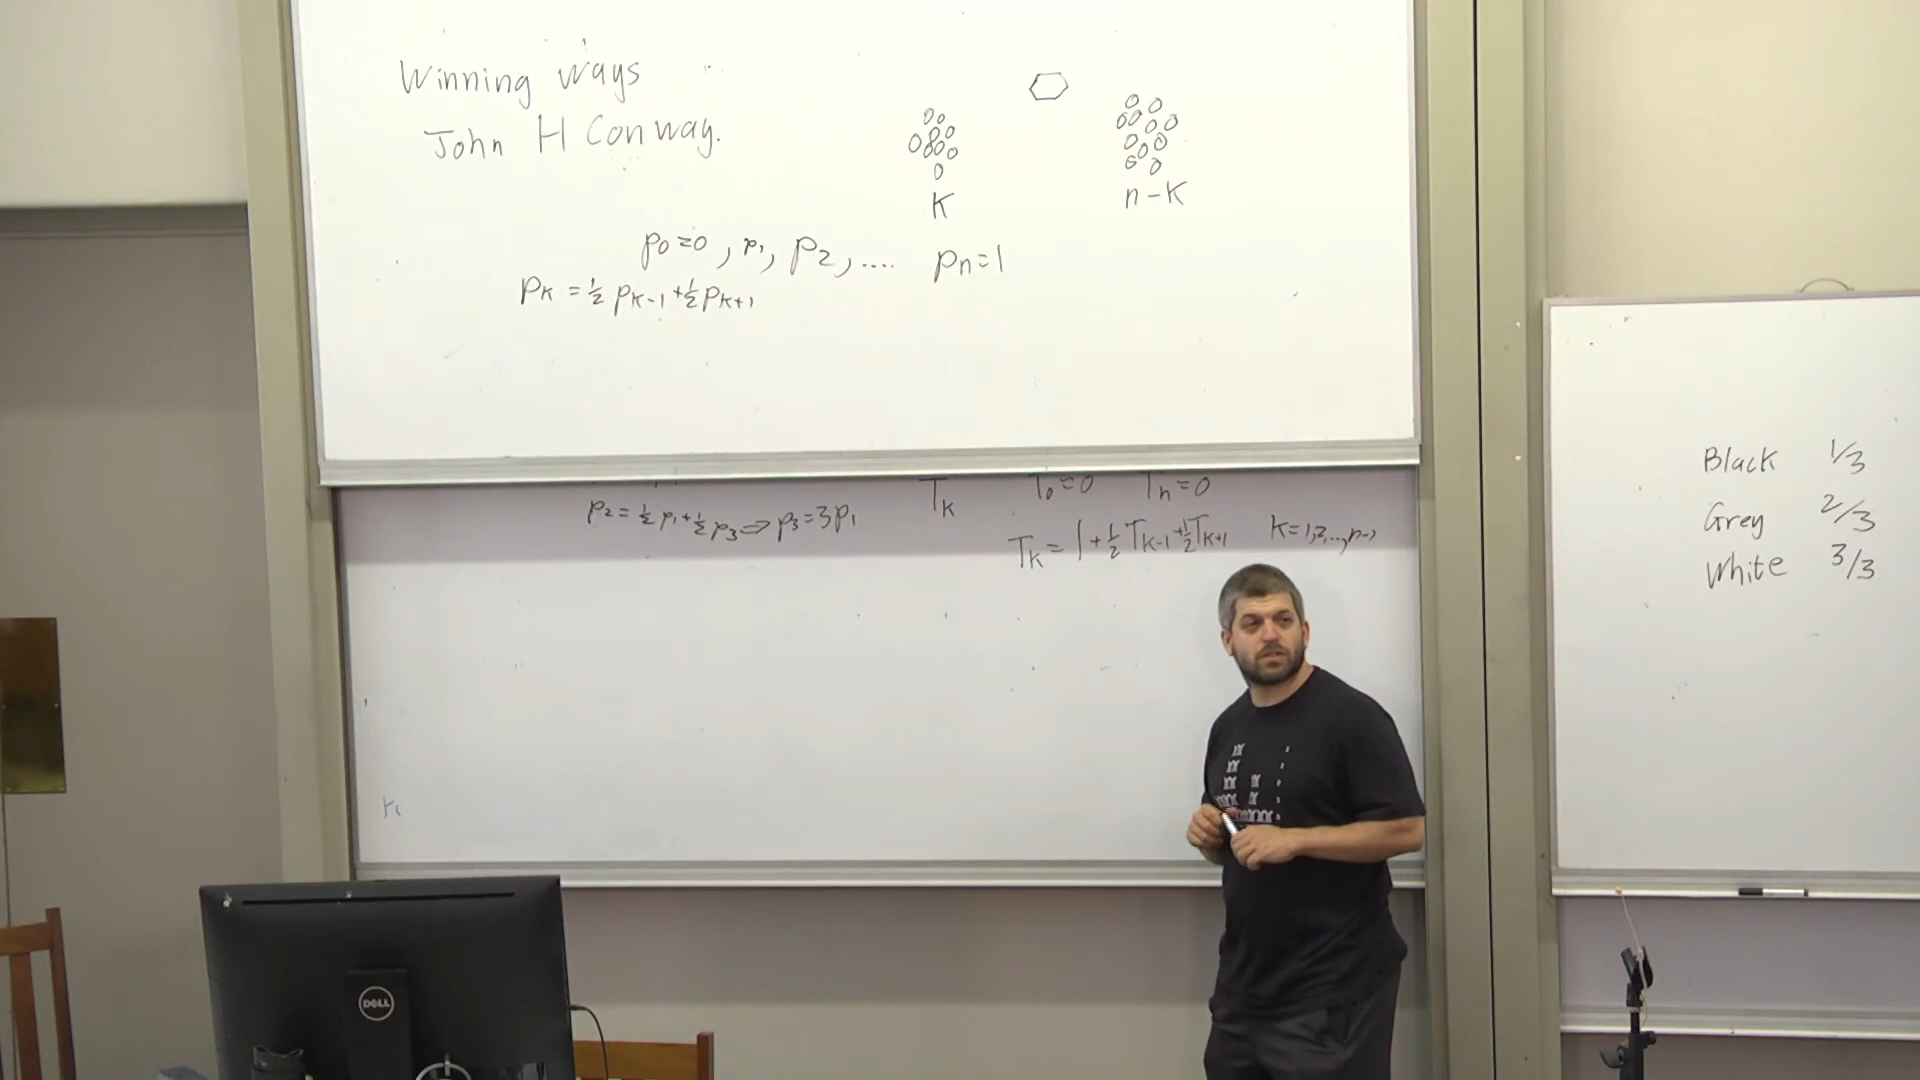 Winning Ways
John H Conway.
K
n-K
p0=0, p1, p2, .... pn=1
pK = 1/2 pK-1 + 1/2 pK+1
TK
T0=0 Tn=0
p2 = 1/2 p1 + 1/2 p3 => p3 = 3p1
TK = 1 + 1/2 TK-1 + 1/2 TK+1 K=1,2,...,n-1
Black 1/3
Grey 2/3
White 3/3
DELL